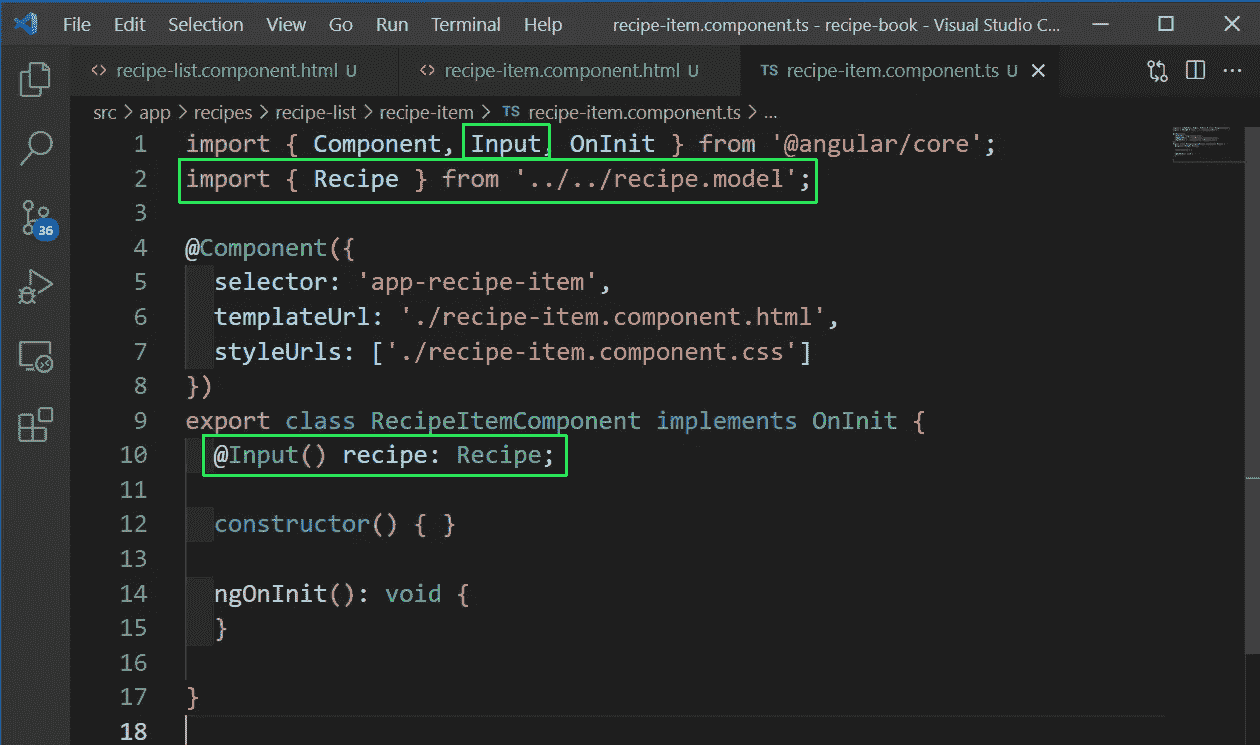 File Edit Selection View Go Run Terminal Help recipe-item.component.ts - recipe-book - Visual Studio C...
<> recipe-list.component.html U <> recipe-item.component.html U TS recipe-item.component.ts U
src > app > recipes > recipe-list > recipe-item > TS recipe-item.component.ts > ...
1 import { Component, Input, OnInit } from '@angular/core';
2 import { Recipe } from '../../recipe.model';
3
36
4 @Component({
5 selector: 'app-recipe-item',
6 templateUrl: './recipe-item.component.html',
7 styleUrls: ['./recipe-item.component.css']
8 })
9 export class RecipeItemComponent implements OnInit {
10 @Input() recipe: Recipe;
11
12 constructor() { }
13
14 ngOnInit(): void {
15 }
16
17 }
18